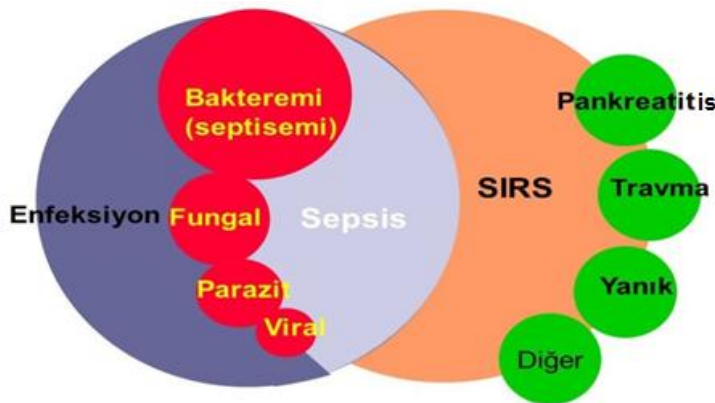 Bakteremi
(septisemi)
Pankreatitis
Enfeksiyon
Fungal
Sepsis
SIRS
Travma
Parazit
Viral
Yanık
Diğer